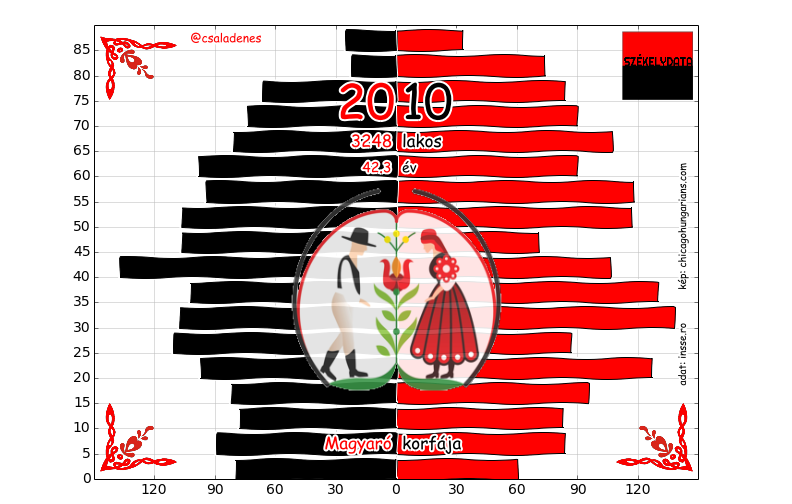 @csaladenes
SZÉKELYDATA
2010
3248 lakos
42.3 év
kép: chicagohungarians.com
adat: insse.ro
Magyaró korfája
85
80
75
70
65
60
55
50
45
40
35
30
25
20
15
10
5
0
120 90 60 30 0 30 60 90 120